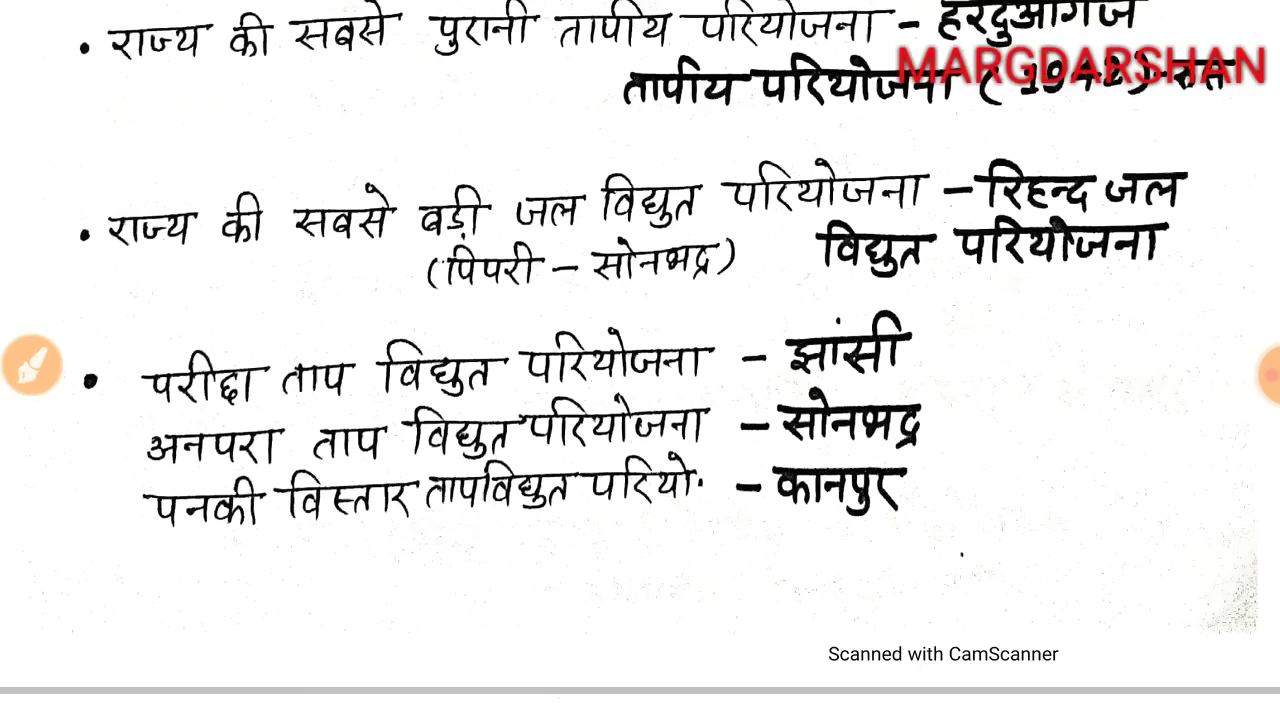 • राज्य की सबसे पुरानी तापीय परियोजना - हरदुआगंज
MARGDARSHAN
तापीय परियोजना
• राज्य की सबसे बड़ी जल विद्युत परियोजना - रिहन्द जल
(पिपरी - सोनभद्र) विद्युत परियोजना
• परीछा ताप विद्युत परियोजना - झांसी
अनपरा ताप विद्युत परियोजना - सोनभद्र
पनकी विस्तार तापविद्युत परियो. - कानपुर
Scanned with CamScanner